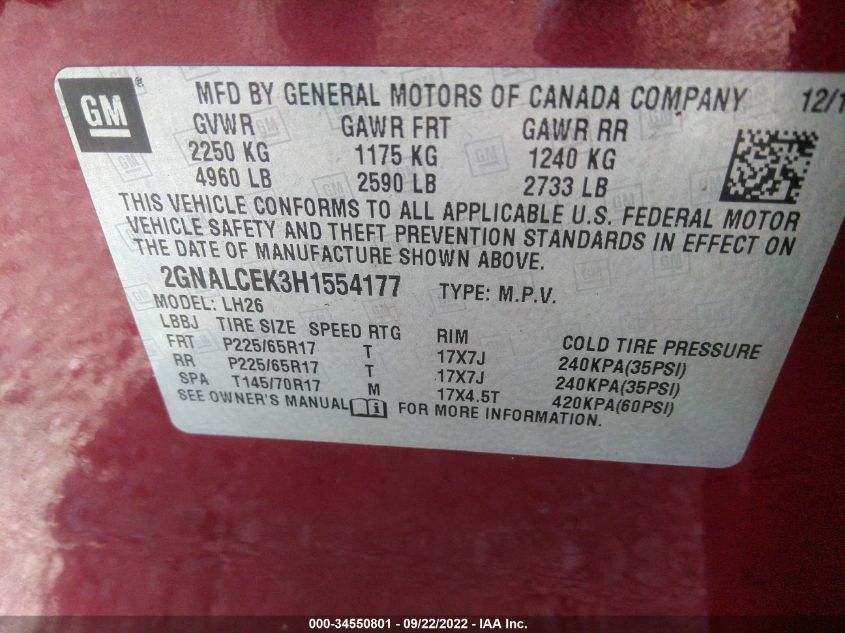 GM ®
MFD BY GENERAL MOTORS OF CANADA COMPANY 12/1
GVWR GAWR FRT GAWR RR
2250 KG 1175 KG 1240 KG
4960 LB 2590 LB 2733 LB
THIS VEHICLE CONFORMS TO ALL APPLICABLE U.S. FEDERAL MOTOR
VEHICLE SAFETY AND THEFT PREVENTION STANDARDS IN EFFECT ON
THE DATE OF MANUFACTURE SHOWN ABOVE.
2GNALCEK3H1554177 TYPE: M.P.V.
MODEL: LH26
LBBJ TIRE SIZE SPEED RTG RIM COLD TIRE PRESSURE
FRT P225/65R17 T 17X7J 240KPA(35PSI)
RR P225/65R17 T 17X7J 240KPA(35PSI)
SPA T145/70R17 M 17X4.5T 420KPA(60PSI)
SEE OWNER'S MANUAL FOR MORE INFORMATION.
000-34550801 - 09/22/2022 - IAA Inc.